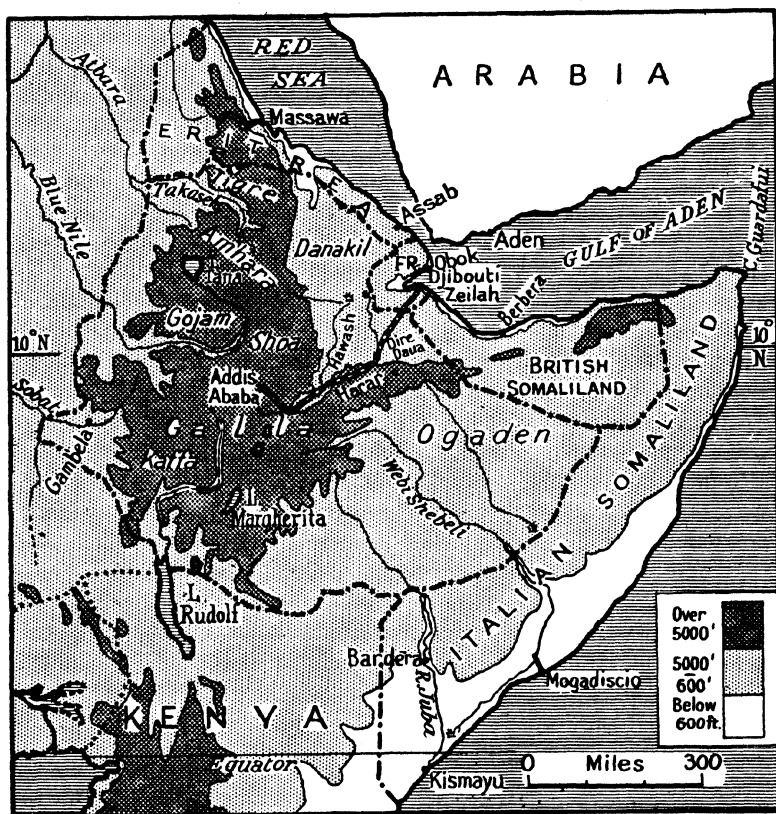 RED
SEA
ARABIA
Atbara
Massawa
ERITREA
Tigre
Takase
Blue Nile
Amhara
L.
Tana
Danakil
Assab
Aden
GULF OF ADEN
C. Guardafui
FR.
Obok
Djibouti
Zeilah
Berbera
Gojam
Shoa
Hawash
Dire
Daua
10°N
10°
N
Addis
Ababa
Harar
BRITISH
SOMALILAND
Sobat
Gambela
Galla
Kaffa
Ogaden
Webi Shebeli
L.
Margherita
ITALIAN SOMALILAND
L.
Rudolf
Bardera
R. Juba
Mogadiscio
KENYA
Equator
Kismayu
Over
5000'
5000'
600'
Below
600ft.
0 Miles 300